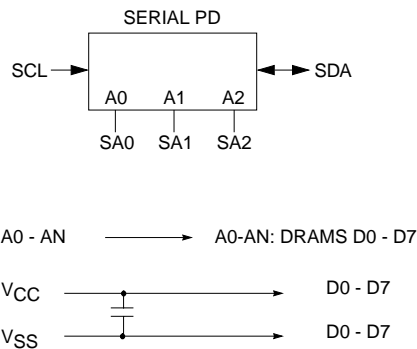 SERIAL PD
SCL
SDA
A0 A1 A2
SA0 SA1 SA2
A0 - AN A0-AN: DRAMS D0 - D7
VCC D0 - D7
VSS D0 - D7